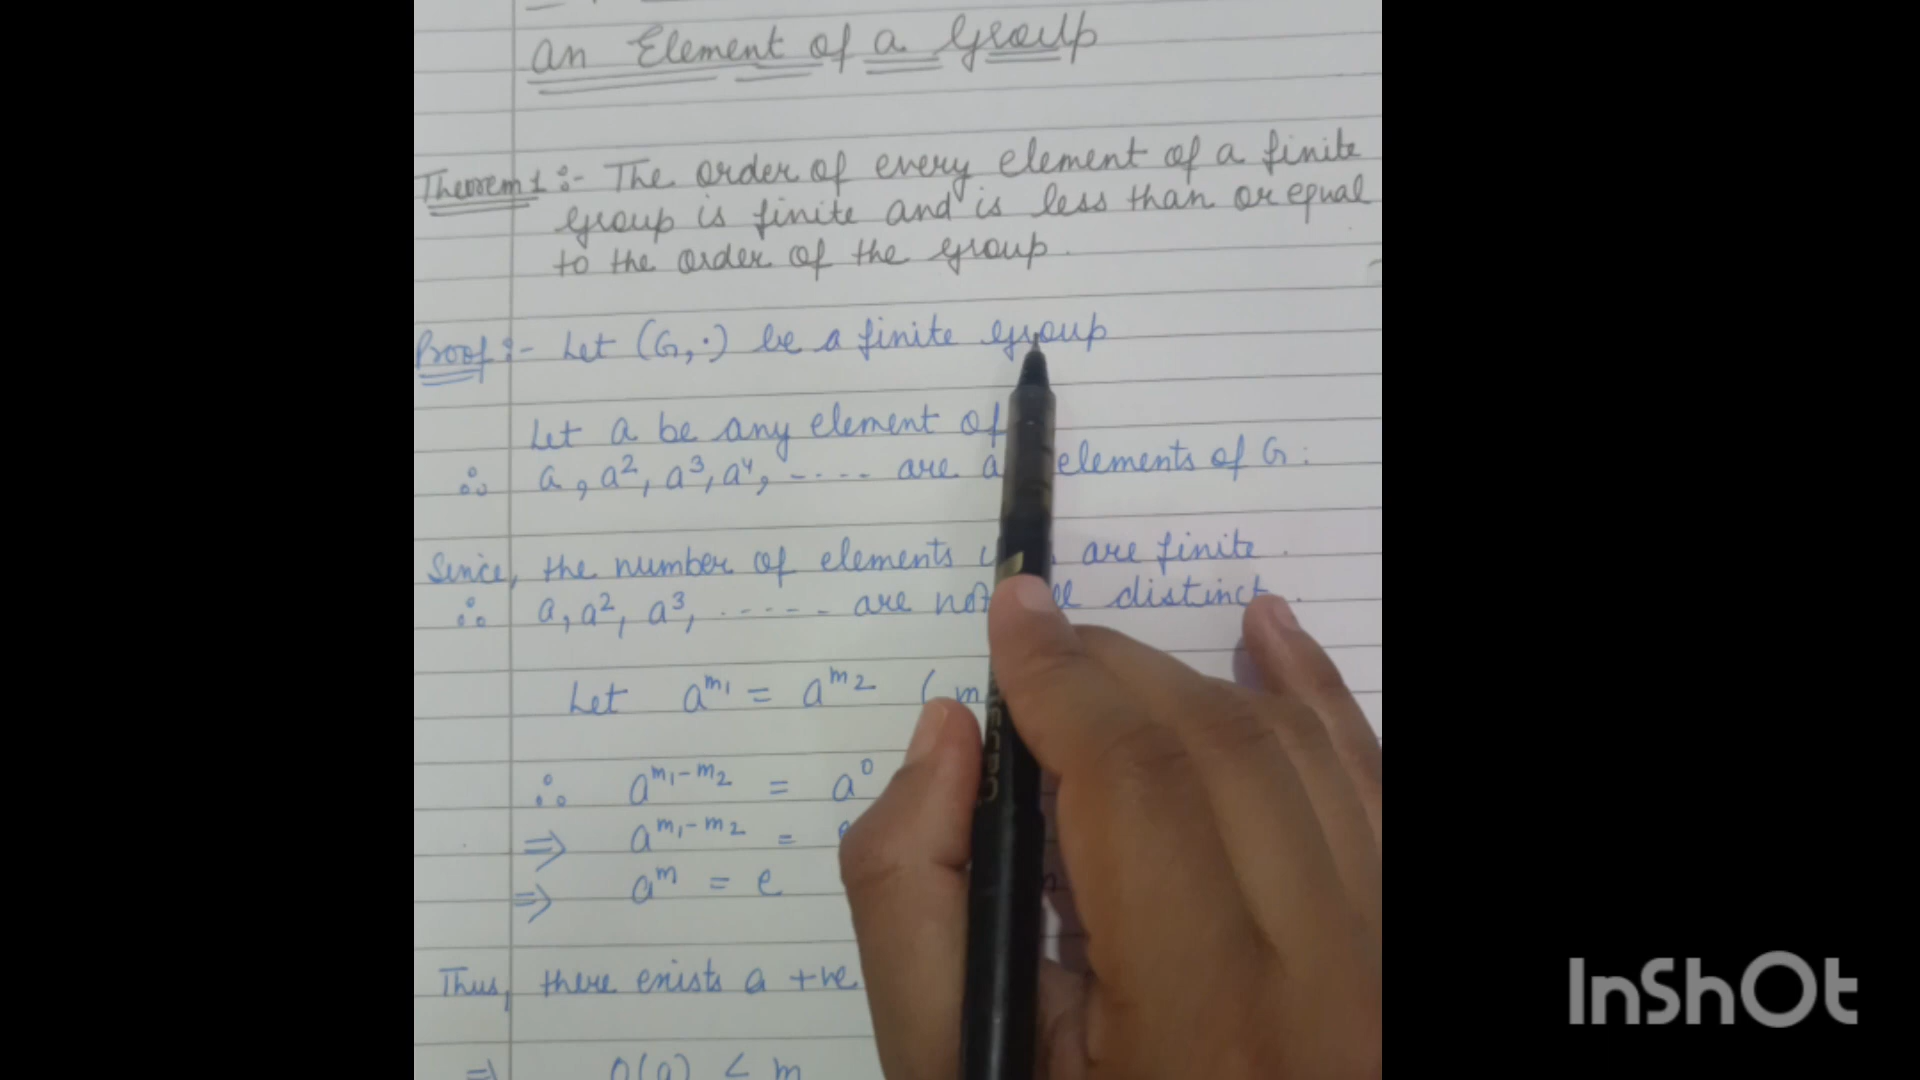 an Element of a Group
Theorem 1 :- The order of every element of a finite
group is finite and is less than or equal
to the order of the group.
Proof :- Let (G, ·) be a finite group
Let a be any element of
∴ a, a², a³, a⁴, ---- are elements of G.
Since, the number of elements are finite.
∴ a, a², a³, ------ are not distinct.
Let a^m₁ = a^m₂ ( m
∴ a^m₁-m₂ = a⁰
⇒ a^m₁-m₂ =
⇒ a^m = e
Thus, there exists a +ve
⇒ O(a) < m
InShOt